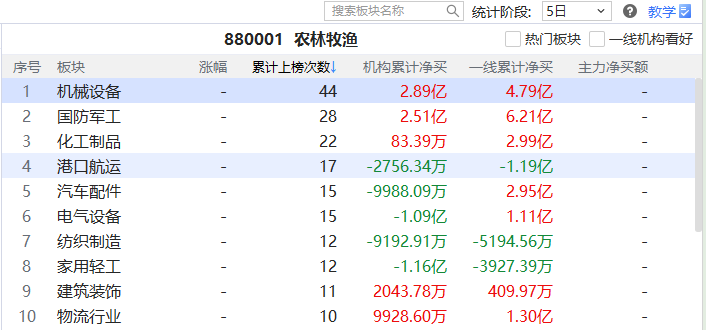 搜索板块名称 统计阶段: 5日 ? 教学
880001 农林牧渔 热门板块 一线机构看好
序号 板块 涨幅 累计上榜次数↓ 机构累计净买 一线累计净买 主力净买额
1 机械设备 - 44 2.89亿 4.79亿 -
2 国防军工 - 28 2.51亿 6.21亿 -
3 化工制品 - 22 83.39万 2.99亿 -
4 港口航运 - 17 -2756.34万 -1.19亿 -
5 汽车配件 - 15 -9988.09万 2.95亿 -
6 电气设备 - 15 -1.09亿 1.11亿 -
7 纺织制造 - 12 -9192.91万 -5194.56万 -
8 家用轻工 - 12 -1.16亿 -3927.39万 -
9 建筑装饰 - 11 2043.78万 409.97万 -
10 物流行业 - 10 9928.60万 1.30亿 -